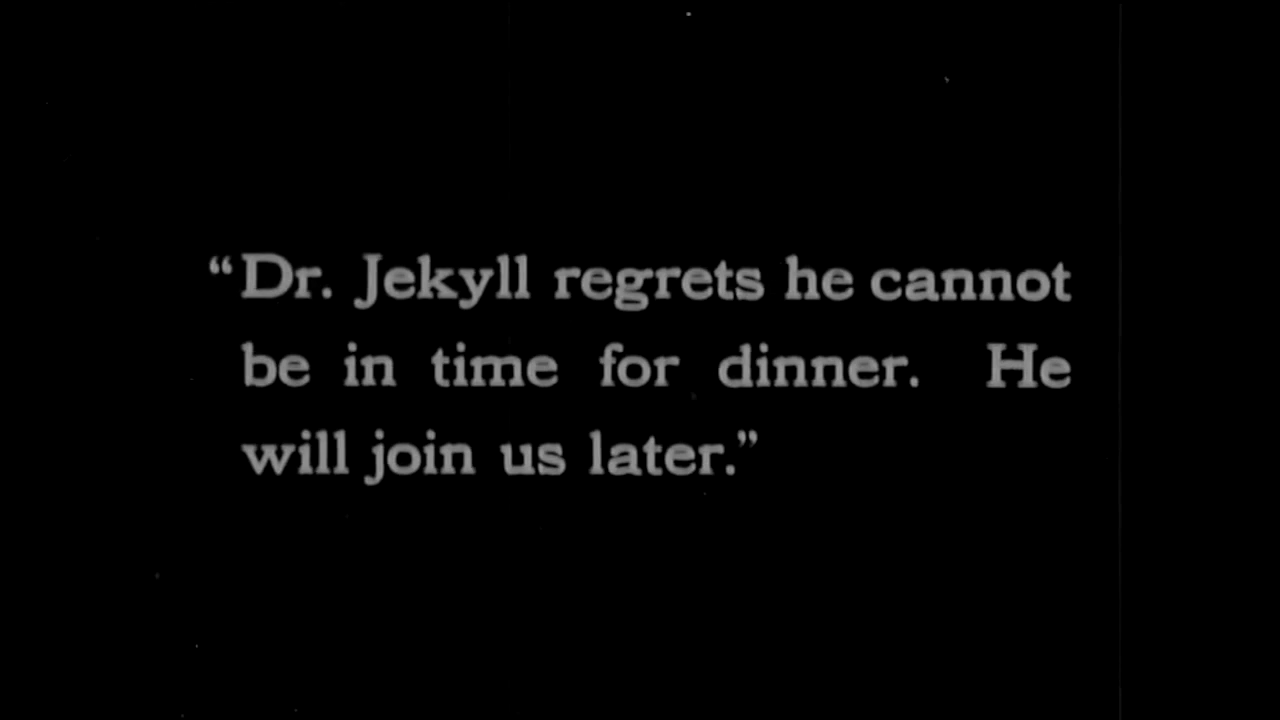 “Dr. Jekyll regrets he cannot
be in time for dinner. He
will join us later.”